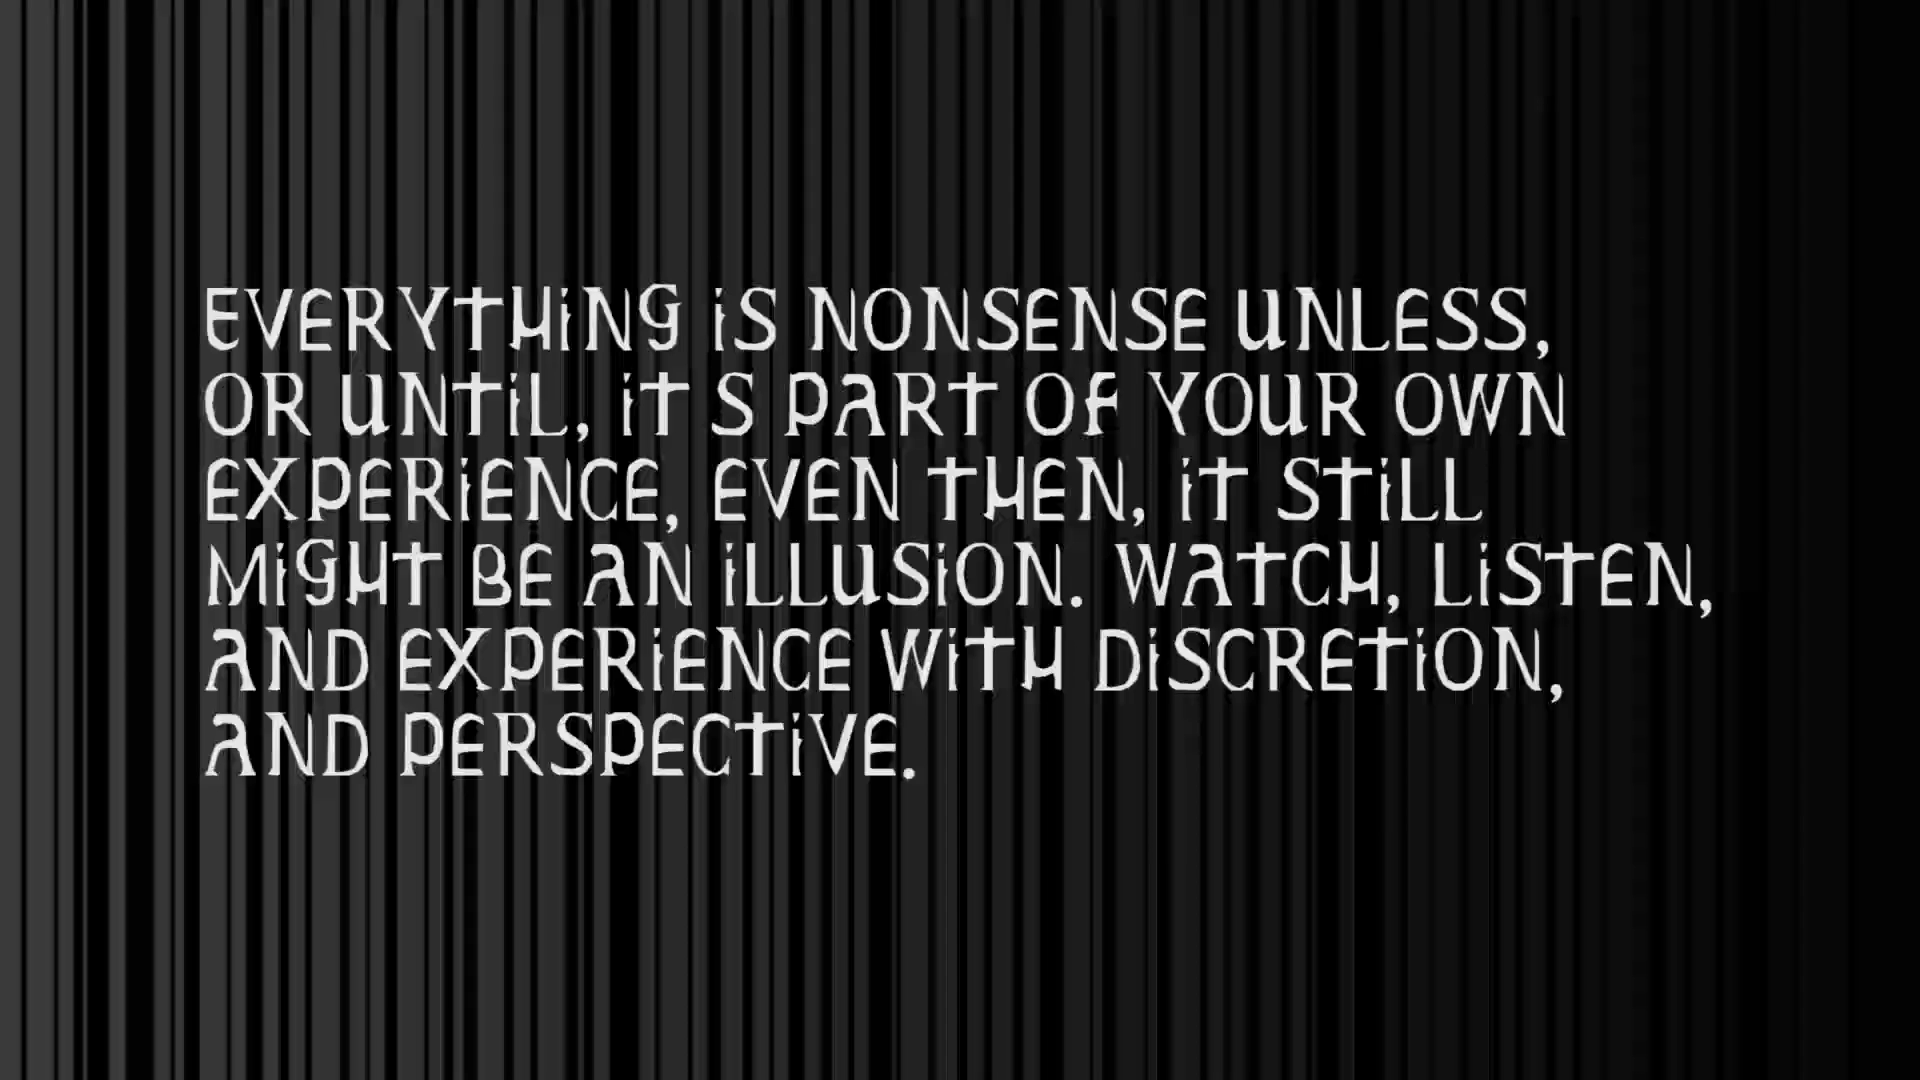 EVERYTHING IS NONSENSE UNLESS,
OR UNTIL, IT S PART OF YOUR OWN
EXPERIENCE, EVEN THEN, IT STILL
MIGHT BE AN ILLUSION. WATCH, LISTEN,
AND EXPERIENCE WITH DISCRETION,
AND PERSPECTIVE.